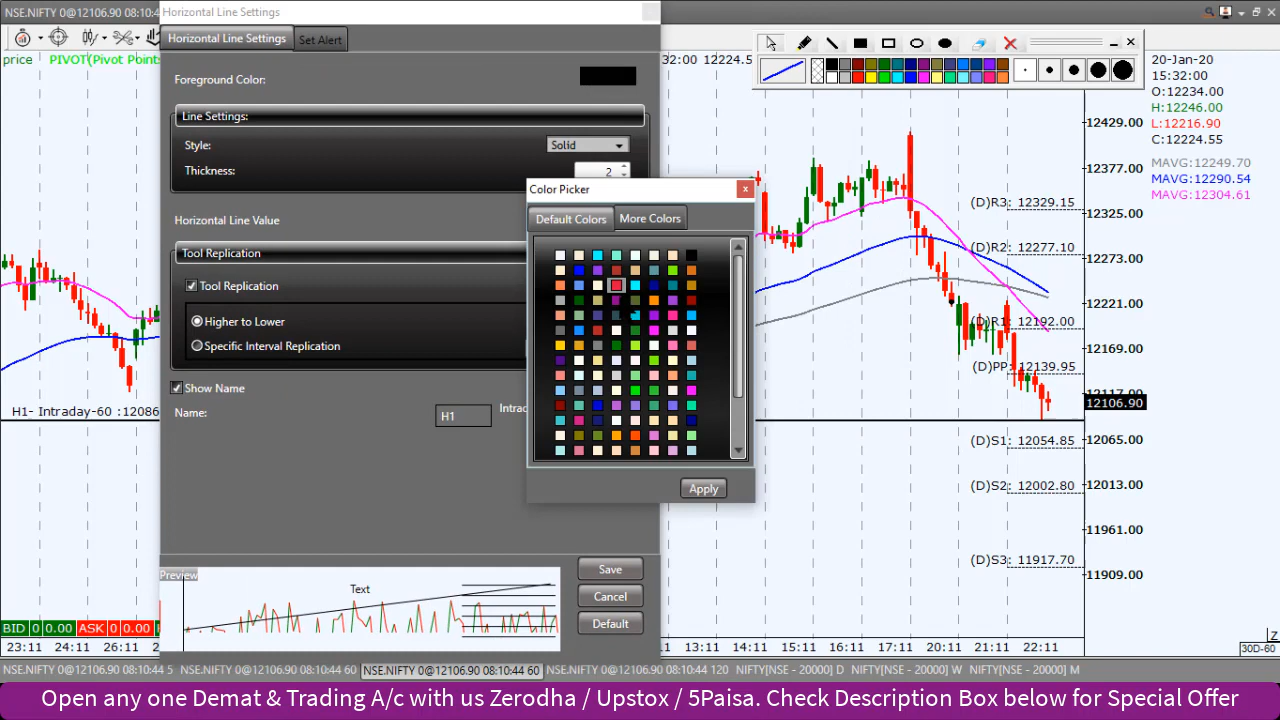 NSE.NIFTY 0@12106.90 08:10:4
Horizontal Line Settings
Horizontal Line Settings
Set Alert
price
PIVOT(Pivot Points
Foreground Color:
32:00 12224.5
20-Jan-20
15:32:00
O:12234.00
H:12246.00
L:12216.90
C:12224.55
MAVG:12249.70
MAVG:12290.54
MAVG:12304.61
Line Settings:
Style:
Solid
Thickness:
2
Horizontal Line Value
Tool Replication
Tool Replication
Higher to Lower
Specific Interval Replication
Show Name
Name:
H1
Intrad
Color Picker
Default Colors
More Colors
Apply
12429.00
12377.00
12325.00
12273.00
12221.00
12169.00
12117.00
12106.90
12065.00
12013.00
11961.00
11909.00
(D)R3: 12329.15
(D)R2: 12277.10
(D)R1: 12192.00
(D)PP: 12139.95
(D)S1: 12054.85
(D)S2: 12002.80
(D)S3: 11917.70
H1- Intraday-60 :12086
Preview
Text
Save
Cancel
Default
BID 0 0.00 ASK 0 0.00
Z
23:11 24:11 26:11
13:11 14:11 15:11 16:11 17:11 20:11 21:11 22:11
30D-60
NSE.NIFTY 0@12106.90 08:10:44 5 NSE.NIFTY 0@12106.90 08:10:44 60 NSE.NIFTY 0@12106.90 08:10:44 60 NSE.NIFTY 0@12106.90 08:10:44 120 NIFTY[NSE - 20000] D NIFTY[NSE - 20000] W NIFTY[NSE - 20000] M
Open any one Demat & Trading A/c with us Zerodha / Upstox / 5Paisa. Check Description Box below for Special Offer